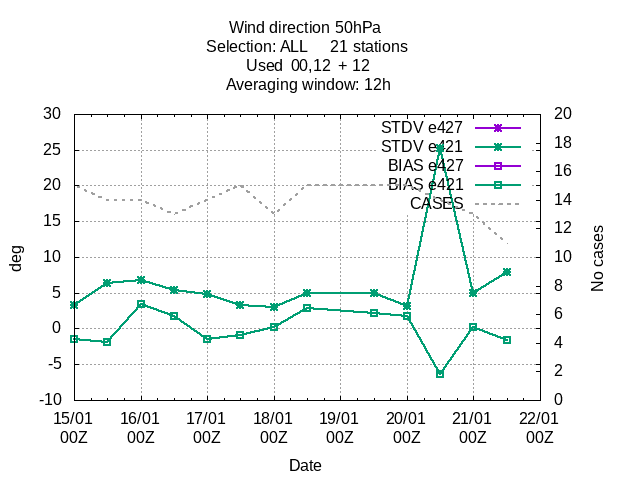 Wind direction 50hPa
Selection: ALL 21 stations
Used 00,12 + 12
Averaging window: 12h
30 20
STDV e427
18
25 STDV e421
16
BIAS e427
20 BIAS e421
14
CASES
15
12
10 10
8
5
6
0
4
-5
2
-10 0
deg
No cases
15/01 16/01 17/01 18/01 19/01 20/01 21/01 22/01
00Z 00Z 00Z 00Z 00Z 00Z 00Z 00Z
Date